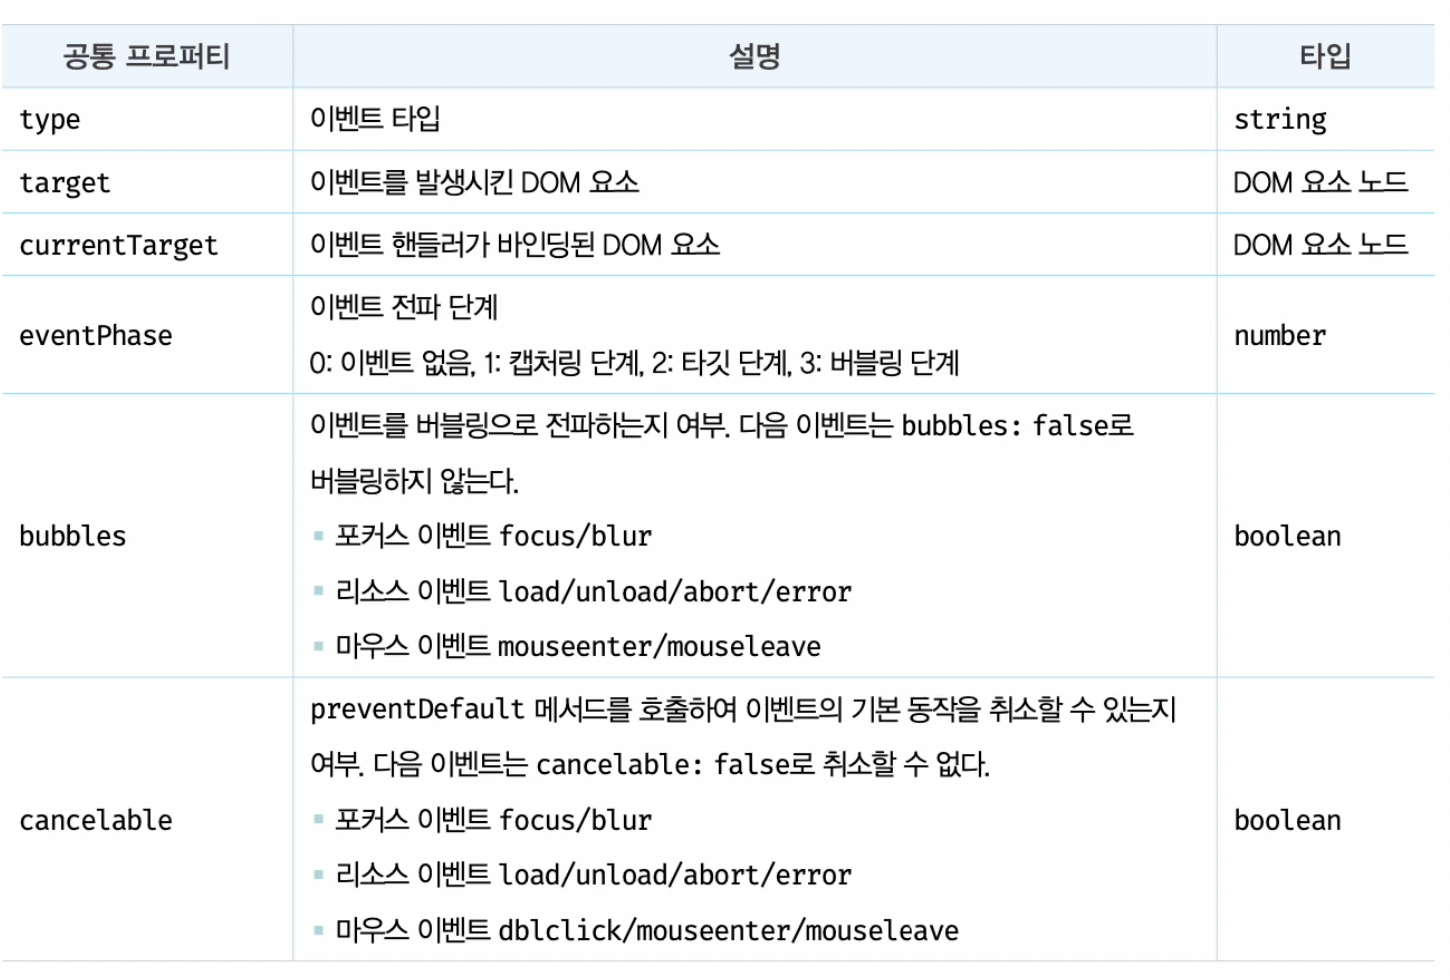 공통 프로퍼티 설명 타입
type 이벤트 타입 string
target 이벤트를 발생시킨 DOM 요소 DOM 요소 노드
currentTarget 이벤트 핸들러가 바인딩된 DOM 요소 DOM 요소 노드
eventPhase
이벤트 전파 단계
0: 이벤트 없음, 1: 캡처링 단계, 2: 타깃 단계, 3: 버블링 단계
number
bubbles
이벤트를 버블링으로 전파하는지 여부. 다음 이벤트는 bubbles: false로
버블링하지 않는다.
▪ 포커스 이벤트 focus/blur
▪ 리소스 이벤트 load/unload/abort/error
▪ 마우스 이벤트 mouseenter/mouseleave
boolean
cancelable
preventDefault 메서드를 호출하여 이벤트의 기본 동작을 취소할 수 있는지
여부. 다음 이벤트는 cancelable: false로 취소할 수 없다.
▪ 포커스 이벤트 focus/blur
▪ 리소스 이벤트 load/unload/abort/error
▪ 마우스 이벤트 dblclick/mouseenter/mouseleave
boolean